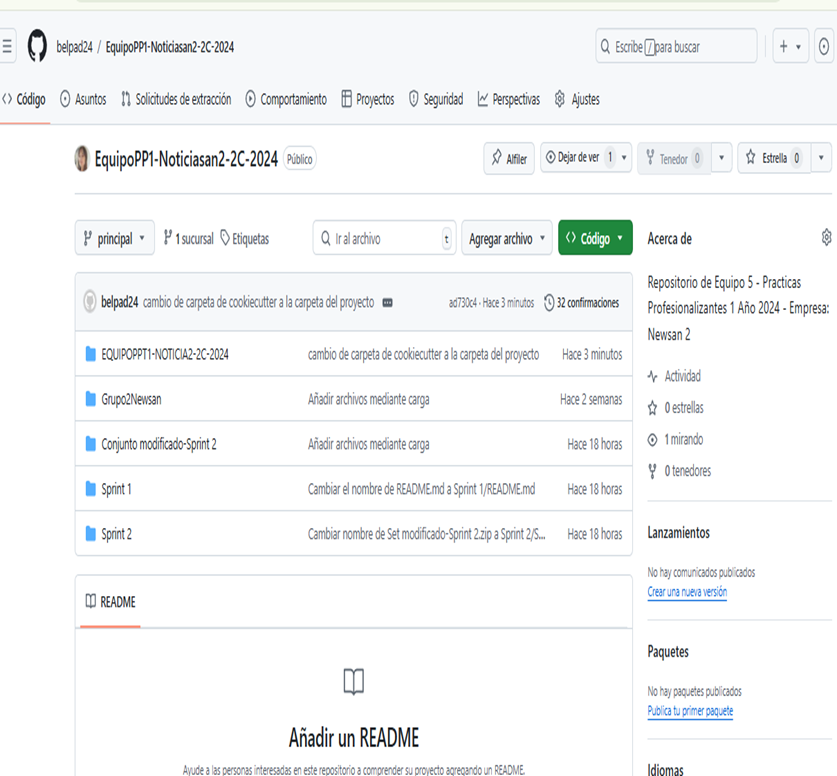 belpad24 / EquipoPP1-Noticiasan2-2C-2024
Escribe / para buscar
Código Asuntos Solicitudes de extracción Comportamiento Proyectos Seguridad Perspectivas Ajustes
EquipoPP1-Noticiasan2-2C-2024 Público
Alfiler Dejar de ver 1 Tenedor 0 Estrella 0
principal 1 sucursal Etiquetas Ir al archivo t Agregar archivo Código
belpad24 cambio de carpeta de cookiecutter a la carpeta del proyecto ad730c4 · Hace 3 minutos 32 confirmaciones
EQUIPOPPT1-NOTICIA2-2C-2024 cambio de carpeta de cookiecutter a la carpeta del proyecto Hace 3 minutos
Grupo2Newsan Añadir archivos mediante carga Hace 2 semanas
Conjunto modificado-Sprint 2 Añadir archivos mediante carga Hace 18 horas
Sprint 1 Cambiar el nombre de README.md a Sprint 1/README.md Hace 18 horas
Sprint 2 Cambiar nombre de Set modificado-Sprint 2.zip a Sprint 2/S... Hace 18 horas
README
Añadir un README
Ayude a las personas interesadas en este repositorio a comprender su proyecto agregando un README.
Acerca de
Repositorio de Equipo 5 - Practicas
Profesionalizantes 1 Año 2024 - Empresa:
Newsan 2
Actividad
0 estrellas
1 mirando
0 tenedores
Lanzamientos
No hay comunicados publicados
Crear una nueva versión
Paquetes
No hay paquetes publicados
Publica tu primer paquete
Idiomas